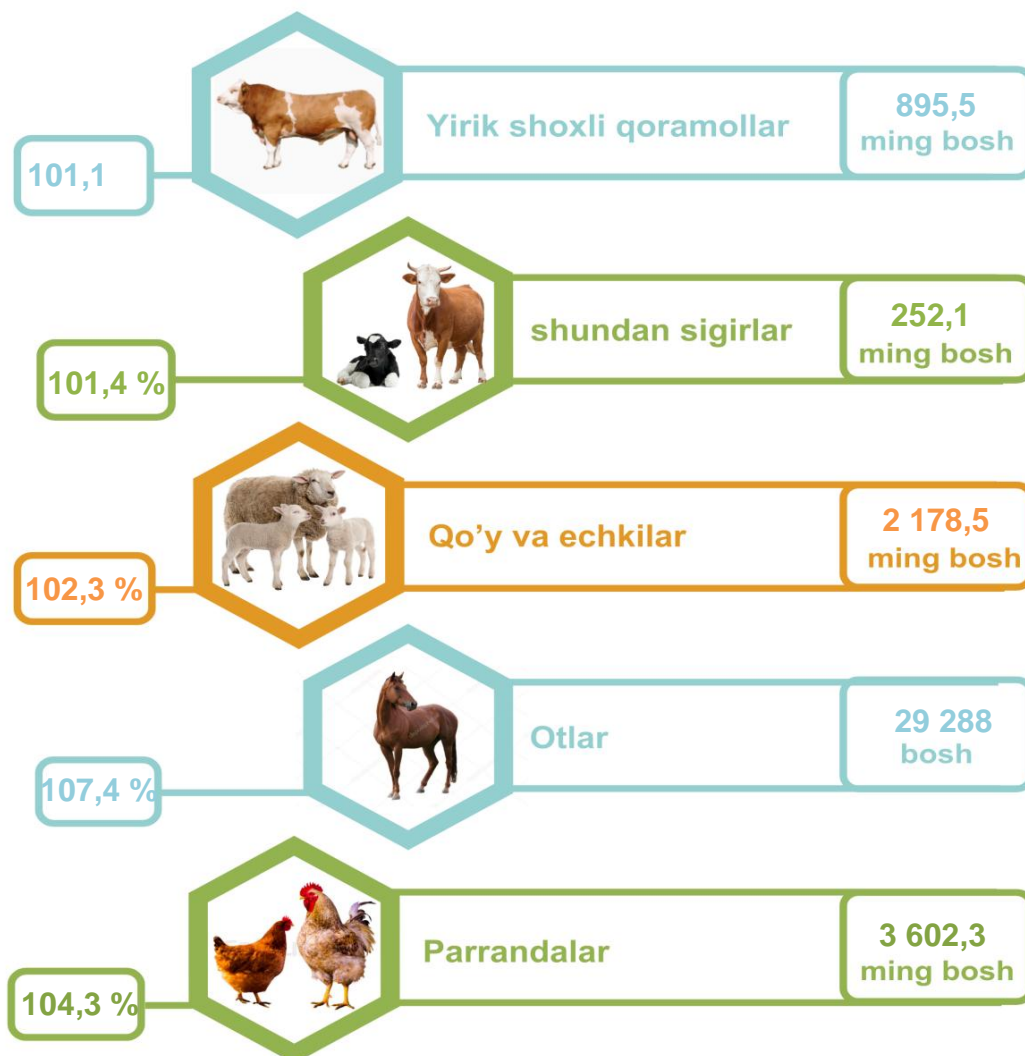 Yirik shoxli qoramollar
895,5
ming bosh
101,1
shundan sigirlar
252,1
ming bosh
101,4 %
Qo'y va echkilar
2 178,5
ming bosh
102,3 %
Otlar
29 288
bosh
107,4 %
Parrandalar
3 602,3
ming bosh
104,3 %